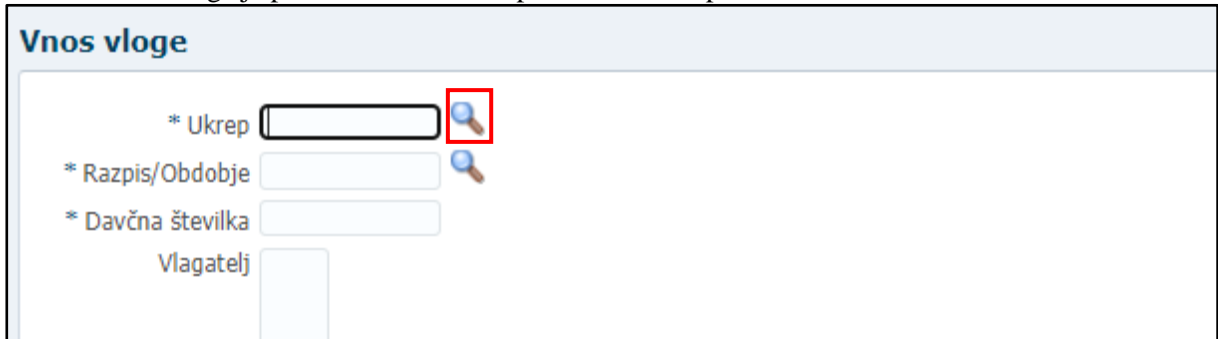 Vnos vloge
* Ukrep
* Razpis/Obdobje
* Davčna številka
Vlagatelj